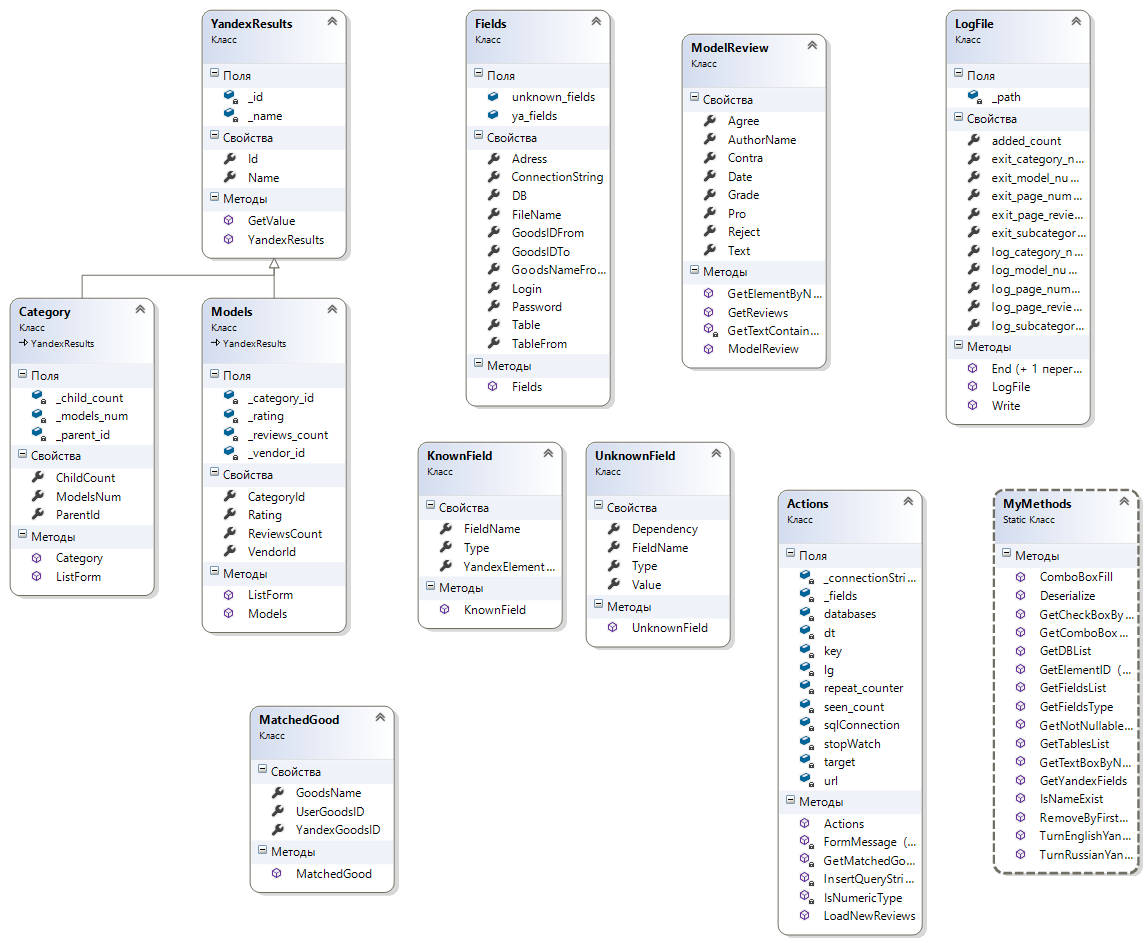 YandexResults
Класс
Поля
_id
_name
Свойства
Id
Name
Методы
GetValue
YandexResults
Fields
Класс
Поля
unknown_fields
ya_fields
Свойства
Adress
ConnectionString
DB
FileName
GoodsIDFrom
GoodsIDTo
GoodsNameFro...
Login
Password
Table
TableFrom
Методы
Fields
ModelReview
Класс
Свойства
Agree
AuthorName
Contra
Date
Grade
Pro
Reject
Text
Методы
GetElementByN...
GetReviews
GetTextContain...
ModelReview
LogFile
Класс
Поля
_path
Свойства
added_count
exit_category_n...
exit_model_nu...
exit_page_num...
exit_page_revie...
exit_subcategor...
log_category_n...
log_model_nu...
log_page_num...
log_page_revie...
log_subcategor...
Методы
End (+ 1 перег...
LogFile
Write
Category
Класс
YandexResults
Поля
_child_count
_models_num
_parent_id
Свойства
ChildCount
ModelsNum
ParentId
Методы
Category
ListForm
Models
Класс
YandexResults
Поля
_category_id
_rating
_reviews_count
_vendor_id
Свойства
CategoryId
Rating
ReviewsCount
VendorId
Методы
ListForm
Models
KnownField
Класс
Свойства
FieldName
Type
YandexElement...
Методы
KnownField
UnknownField
Класс
Свойства
Dependency
FieldName
Type
Value
Методы
UnknownField
Actions
Класс
Поля
_connectionStri...
_fields
databases
dt
key
lg
repeat_counter
seen_count
sqlConnection
stopWatch
target
url
Методы
Actions
FormMessage (...
GetMatchedGo...
InsertQueryStri...
IsNumericType
LoadNewReviews
MyMethods
Static Класс
Методы
ComboBoxFill
Deserialize
GetCheckBoxBy...
GetComboBox...
GetDBList
GetElementID (...
GetFieldsList
GetFieldsType
GetNotNullable...
GetTablesList
GetTextBoxByN...
GetYandexFields
IsNameExist
RemoveByFirst...
TurnEnglishYan...
TurnRussianYan...
MatchedGood
Класс
Свойства
GoodsName
UserGoodsID
YandexGoodsID
Методы
MatchedGood